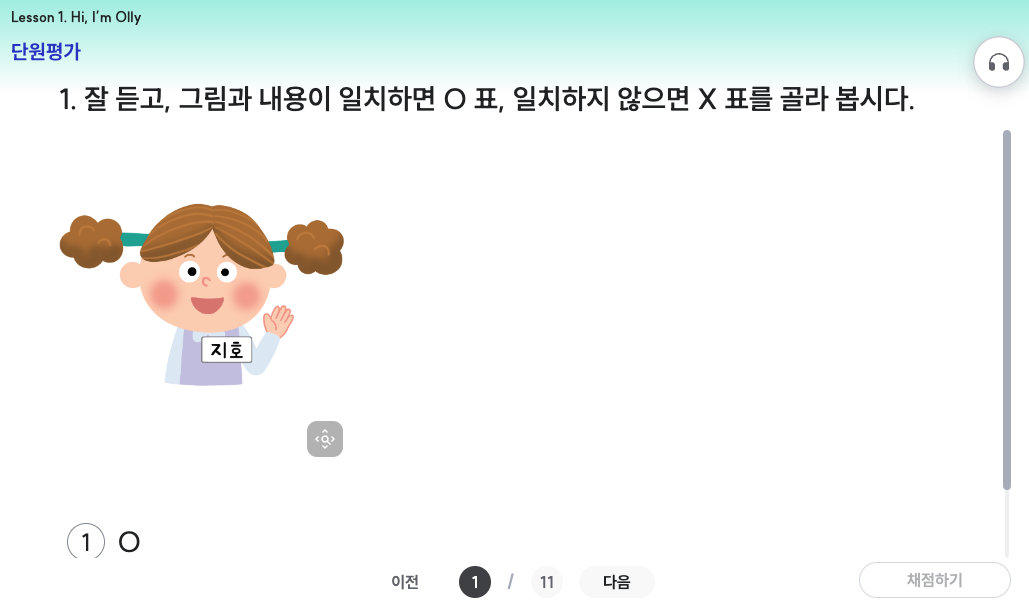 Lesson 1. Hi, I'm Olly
단원평가
1. 잘 듣고, 그림과 내용이 일치하면 O 표, 일치하지 않으면 X 표를 골라 봅시다.
지호
1 O
이전 1 / 11 다음 채점하기